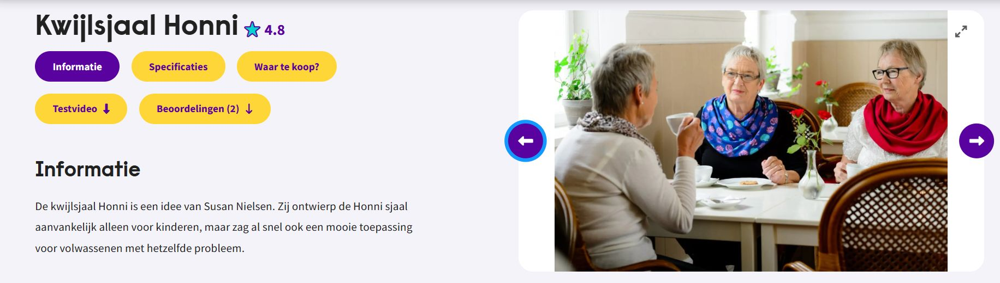 Kwijlsjaal Honni 4.8
Informatie
Specificaties
Waar te koop?
Testvideo
Beoordelingen (2)
Informatie
De kwijlsjaal Honni is een idee van Susan Nielsen. Zij ontwierp de Honni sjaal
aanvankelijk alleen voor kinderen, maar zag al snel ook een mooie toepassing
voor volwassenen met hetzelfde probleem.